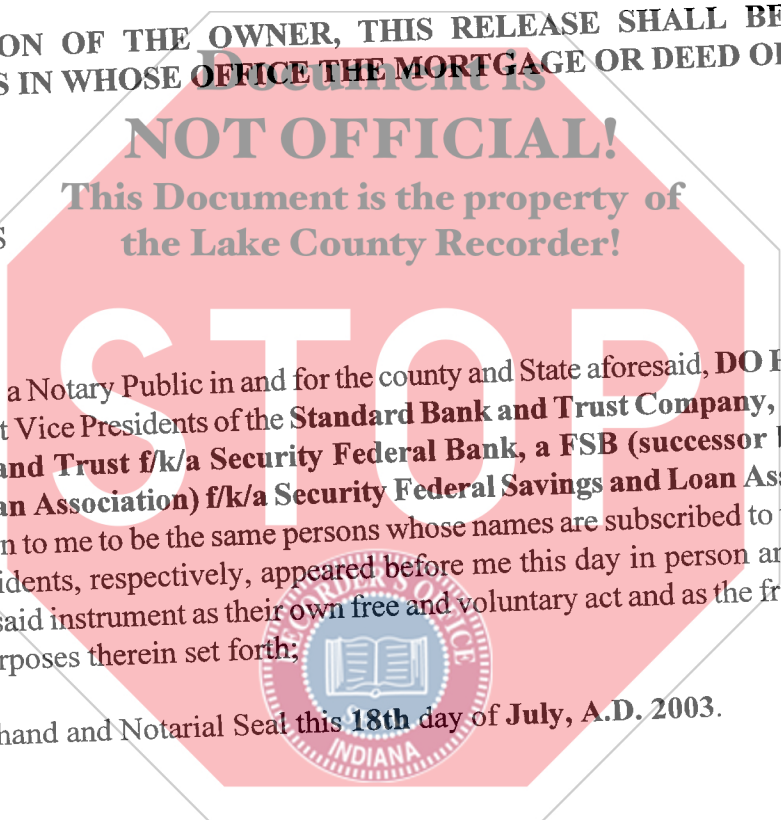 ON OF THE OWNER, THIS RELEASE SHALL BE
S IN WHOSE OFFICE THE MORTGAGE OR DEED OF
Document is
NOT OFFICIAL!
This Document is the property of
the Lake County Recorder!
S
STOP
a Notary Public in and for the county and State aforesaid, DO H
t Vice Presidents of the Standard Bank and Trust Company,
and Trust f/k/a Security Federal Bank, a FSB (successor b
an Association) f/k/a Security Federal Savings and Loan Ass
n to me to be the same persons whose names are subscribed to
idents, respectively, appeared before me this day in person an
said instrument as their own free and voluntary act and as the fr
rposes therein set forth;
RECORDER'S OFFICE
hand and Notarial Seal this 18th day of July, A.D. 2003.
INDIANA